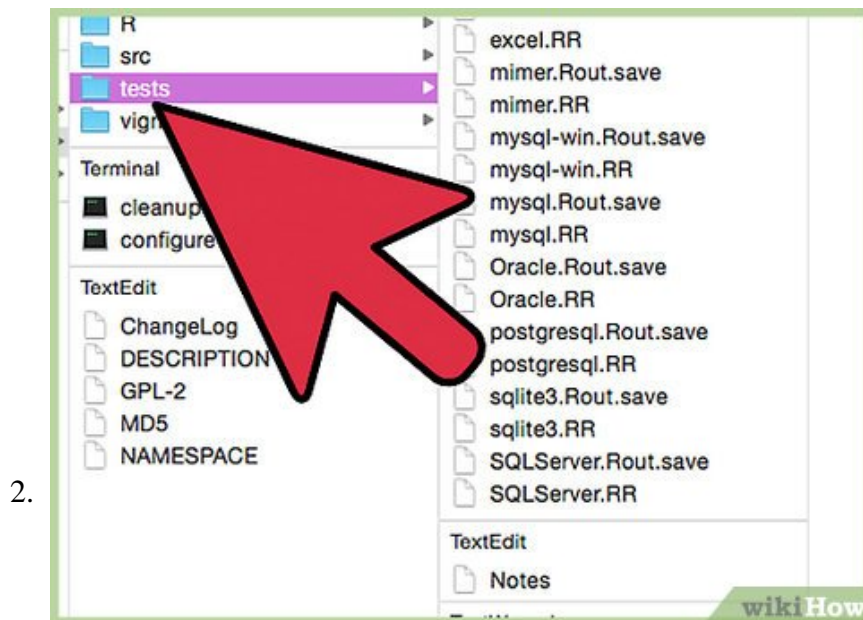 R
src
tests
vign
Terminal
cleanup
configure
TextEdit
ChangeLog
DESCRIPTION
GPL-2
MD5
NAMESPACE
excel.RR
mimer.Rout.save
mimer.RR
mysql-win.Rout.save
mysql-win.RR
mysql.Rout.save
mysql.RR
Oracle.Rout.save
Oracle.RR
postgresql.Rout.save
postgresql.RR
sqlite3.Rout.save
sqlite3.RR
SQLServer.Rout.save
SQLServer.RR
TextEdit
Notes
2.
wikiHow